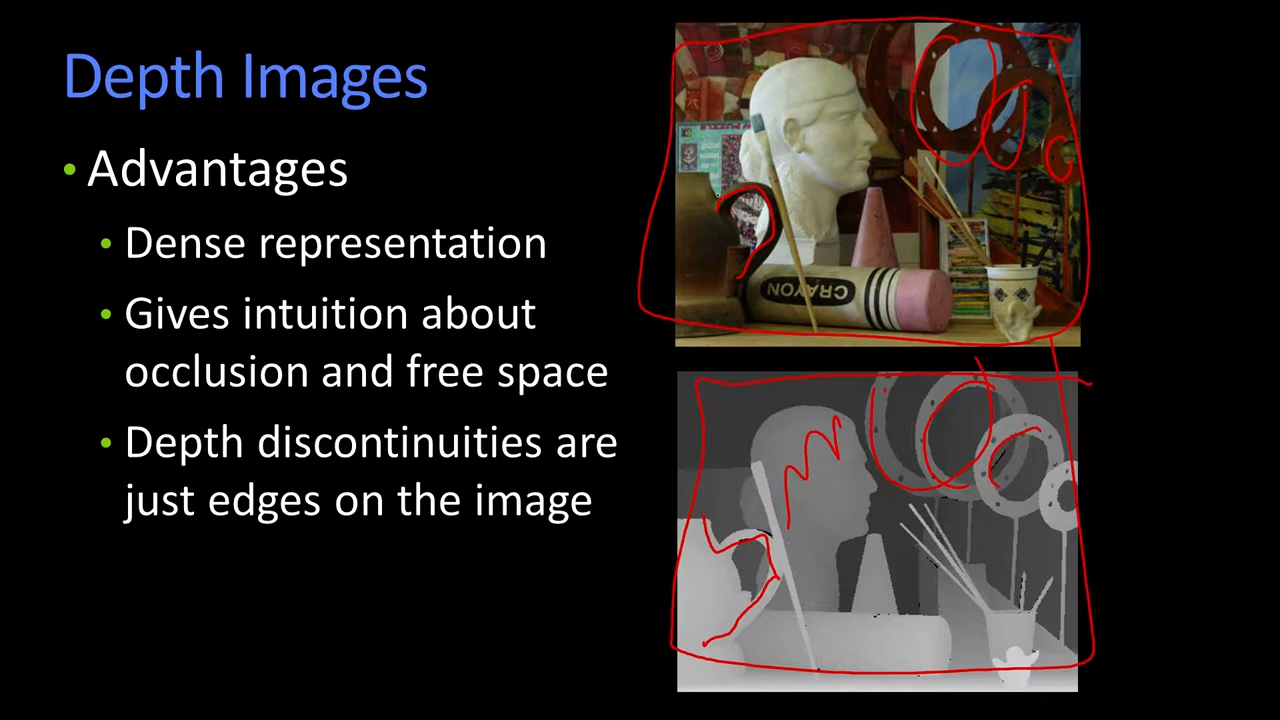 Depth Images
• Advantages
• Dense representation
• Gives intuition about
occlusion and free space
• Depth discontinuities are
just edges on the image
CRAYON